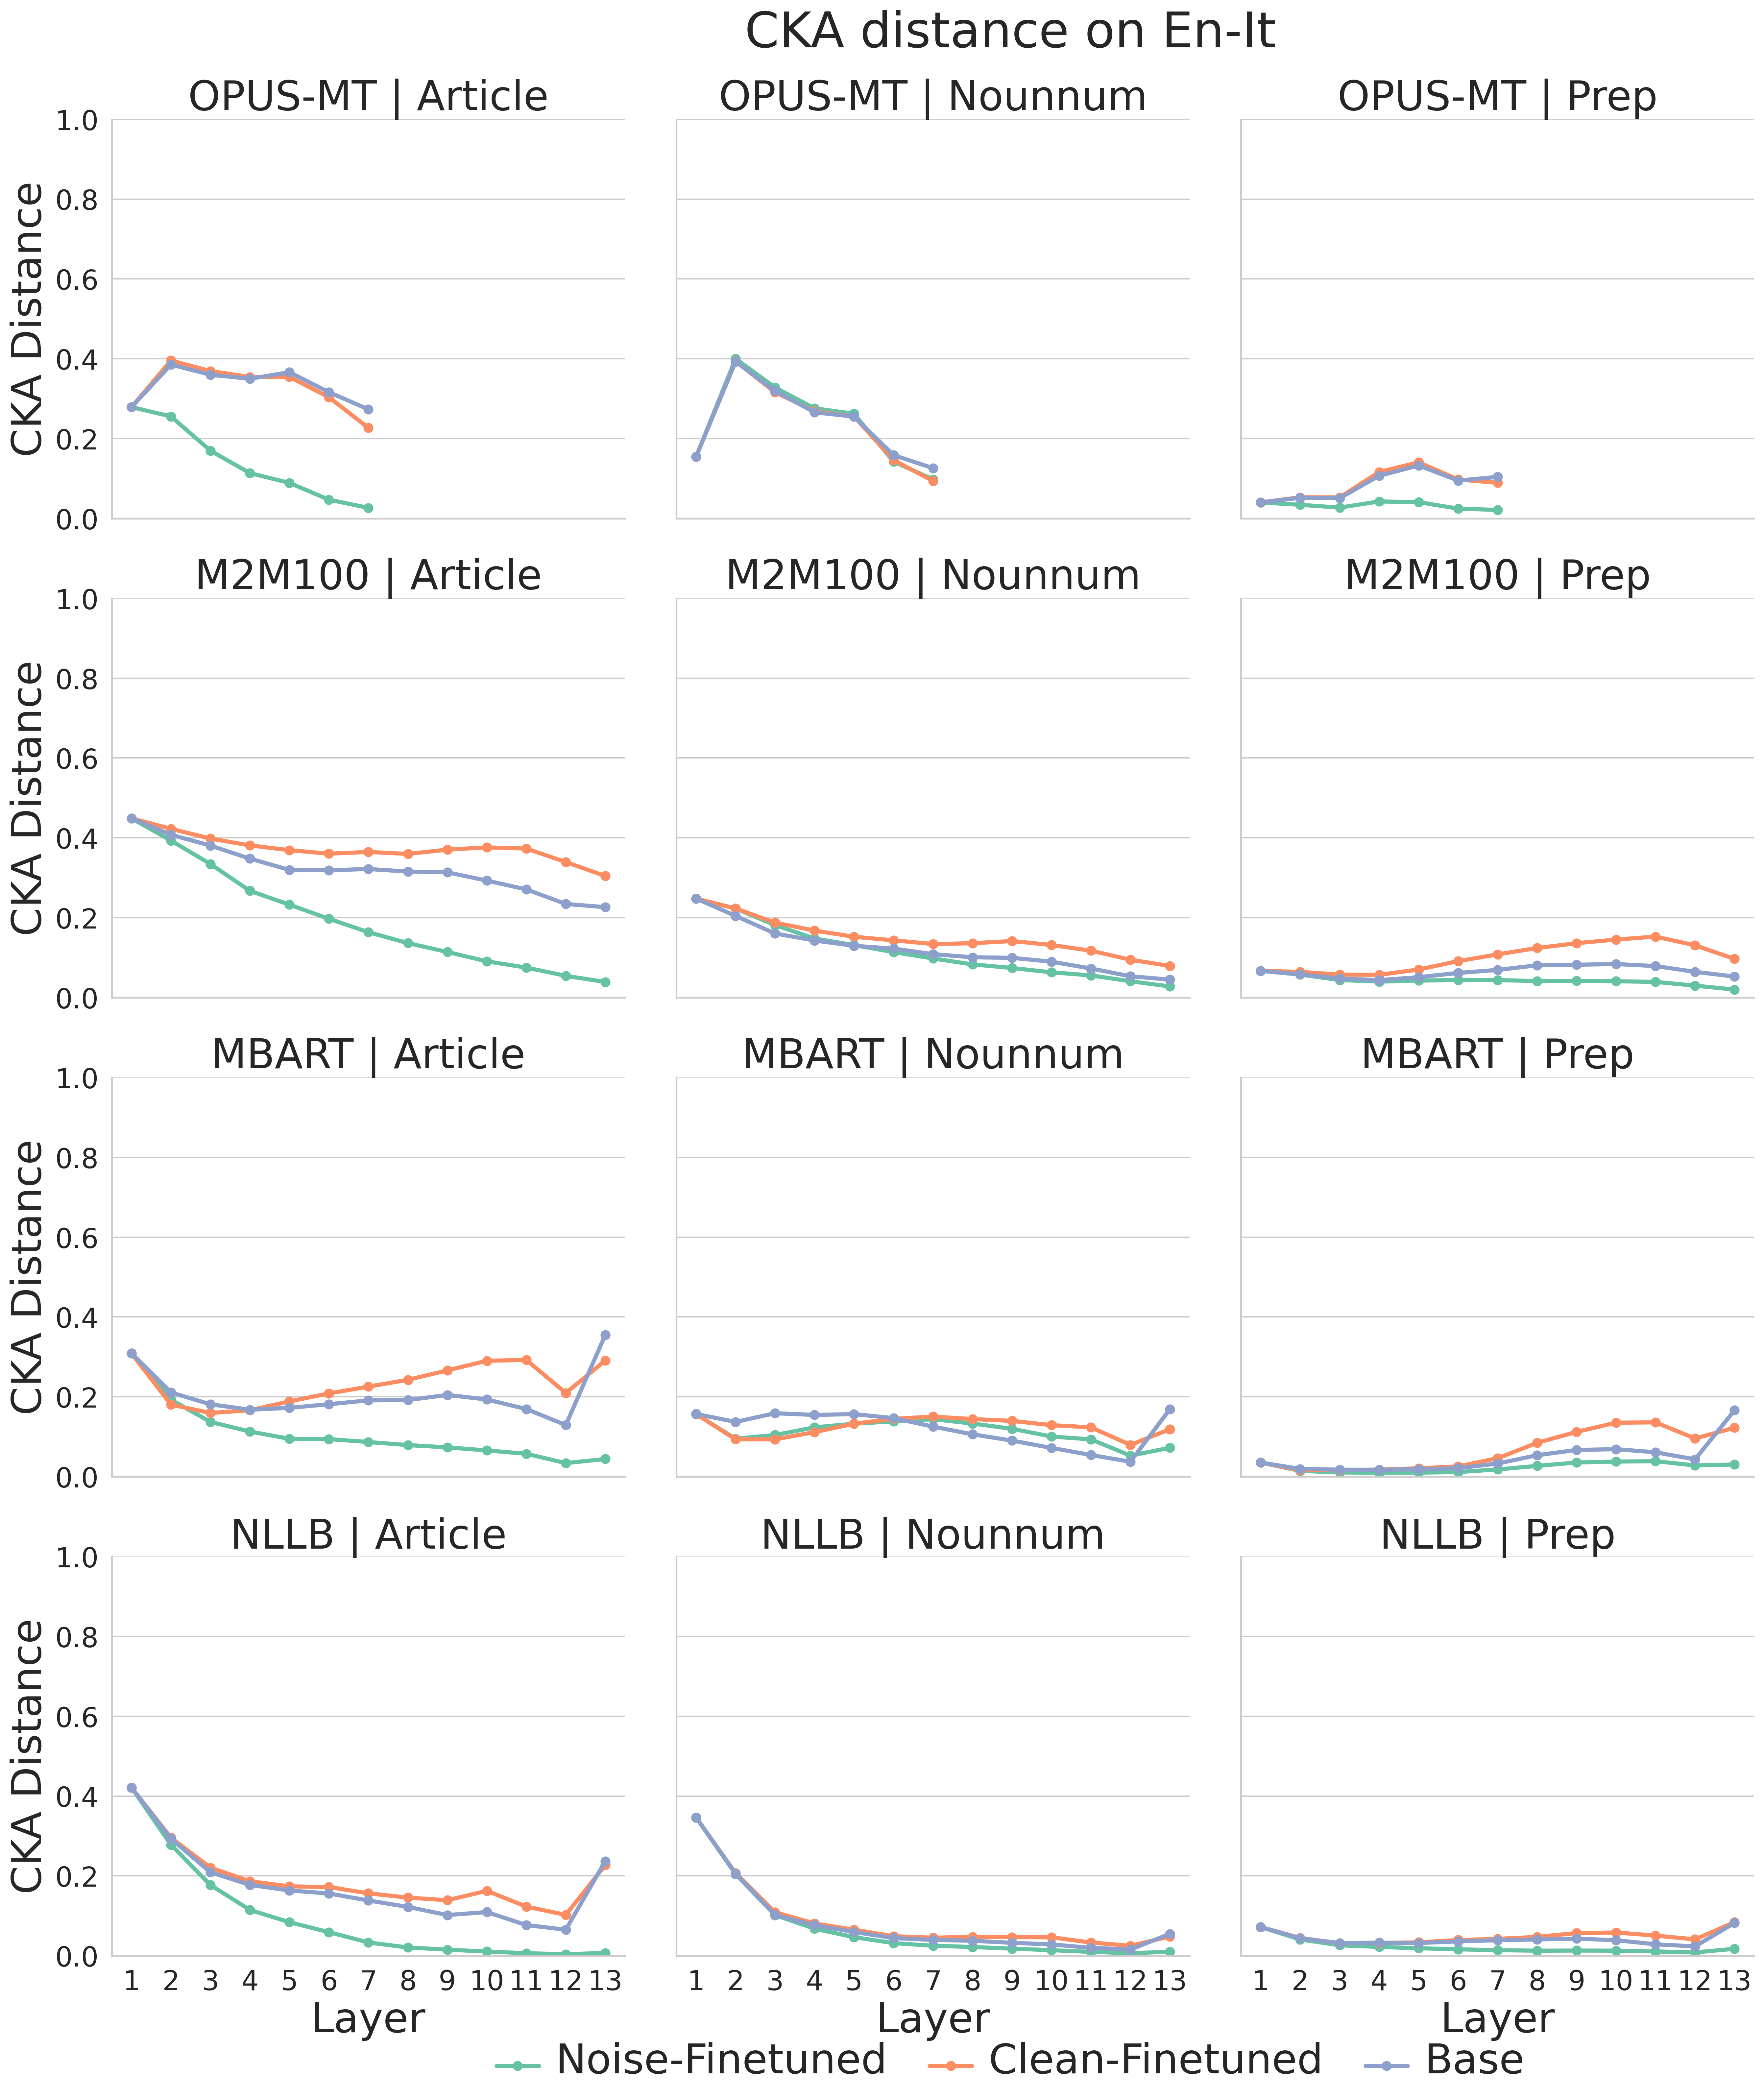 CKA distance on En-It
OPUS-MT | Article
OPUS-MT | Nounnum
OPUS-MT | Prep
CKA Distance
1.0
0.8
0.6
0.4
0.2
0.0
M2M100 | Article
M2M100 | Nounnum
M2M100 | Prep
CKA Distance
1.0
0.8
0.6
0.4
0.2
0.0
MBART | Article
MBART | Nounnum
MBART | Prep
CKA Distance
1.0
0.8
0.6
0.4
0.2
0.0
NLLB | Article
NLLB | Nounnum
NLLB | Prep
CKA Distance
1.0
0.8
0.6
0.4
0.2
0.0
1 2 3 4 5 6 7 8 9 10 11 12 13
1 2 3 4 5 6 7 8 9 10 11 12 13
1 2 3 4 5 6 7 8 9 10 11 12 13
Layer
Layer
Layer
Noise-Finetuned
Clean-Finetuned
Base